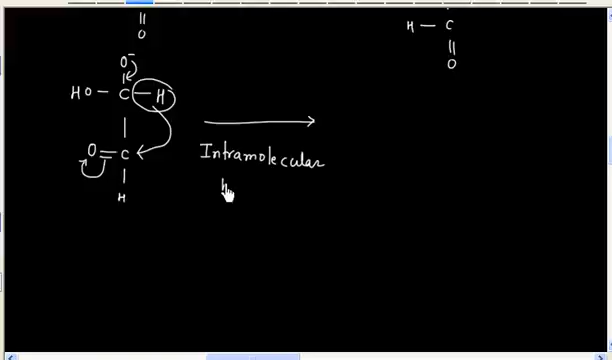 O
H — C
O
O⁻
HO — C — H
O = C
Intramolecular
H